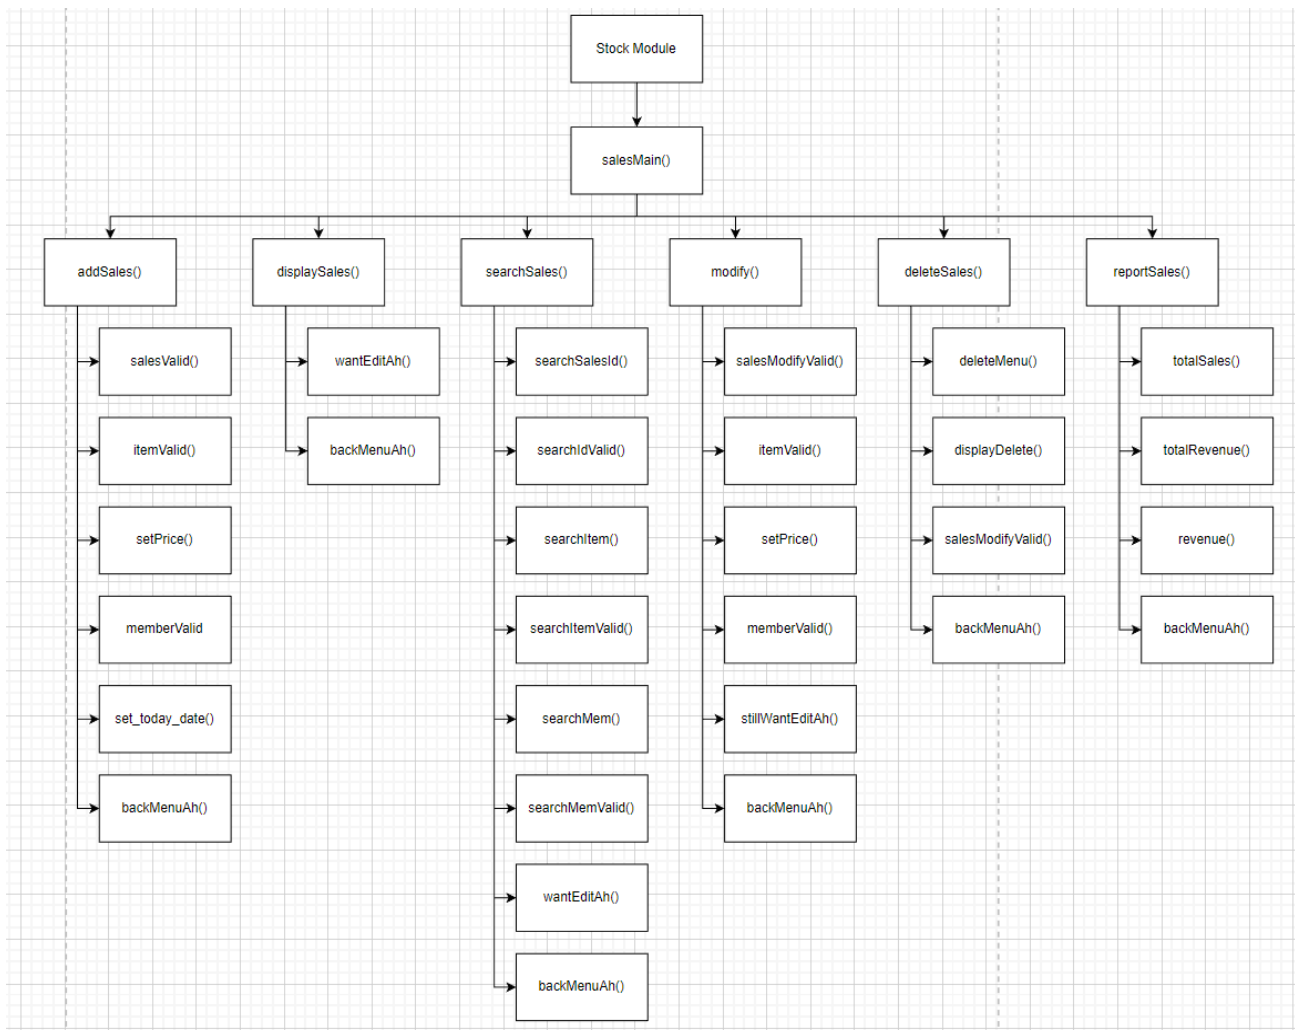 Stock Module
salesMain()
addSales()
displaySales()
searchSales()
modify()
deleteSales()
reportSales()
salesValid()
itemValid()
setPrice()
memberValid
set_today_date()
backMenuAh()
wantEditAh()
backMenuAh()
searchSalesId()
searchIdValid()
searchItem()
searchItemValid()
searchMem()
searchMemValid()
wantEditAh()
backMenuAh()
salesModifyValid()
itemValid()
setPrice()
memberValid()
stillWantEditAh()
backMenuAh()
deleteMenu()
displayDelete()
salesModifyValid()
backMenuAh()
totalSales()
totalRevenue()
revenue()
backMenuAh()